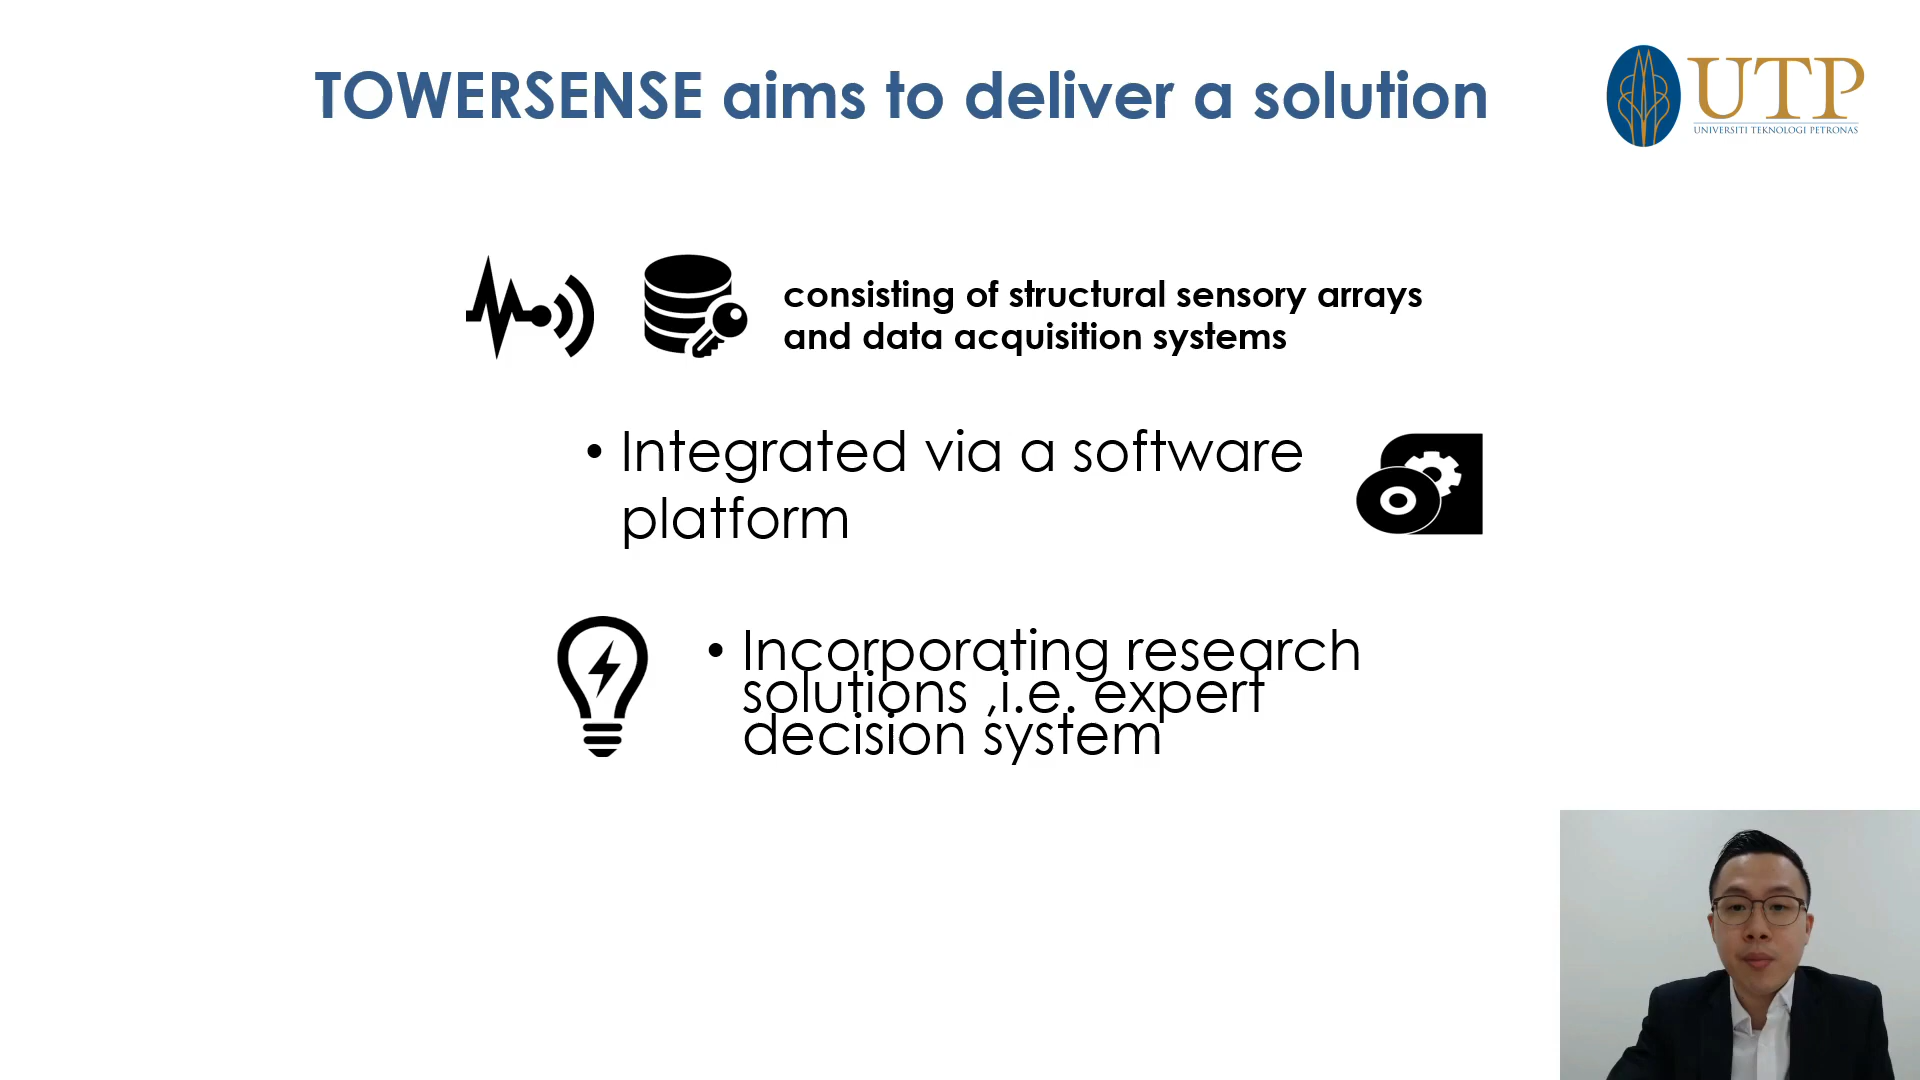 TOWERSENSE aims to deliver a solution
UTP
UNIVERSITI TEKNOLOGI PETRONAS
consisting of structural sensory arrays
and data acquisition systems
• Integrated via a software
platform
• Incorporating research
solutions ,i.e. expert
decision system